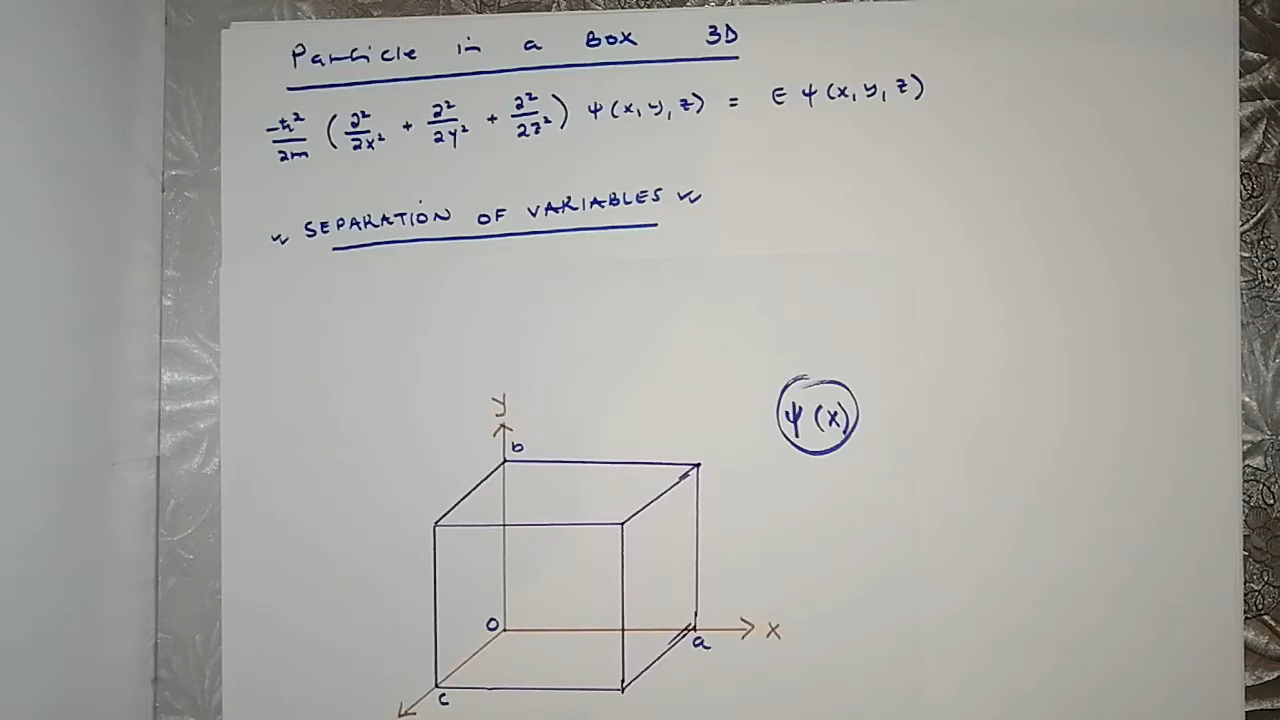 Particle in a Box 3D
-ħ²/2m (∂²/∂x² + ∂²/∂y² + ∂²/∂z²) ψ(x, y, z) = E ψ(x, y, z)
" SEPARATION OF VARIABLES "
y
b
ψ(x)
O
a
x
c